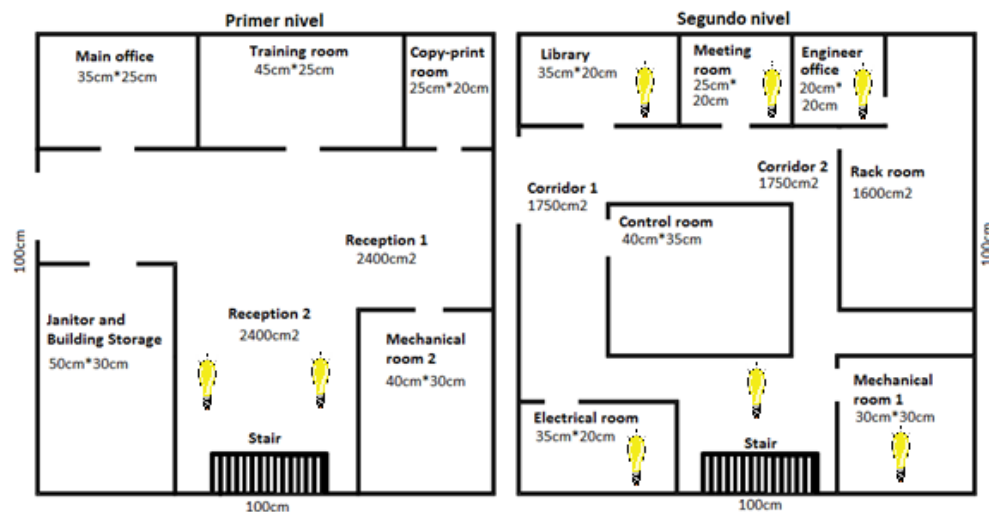 Primer nivel
Main office
35cm*25cm
Training room
45cm*25cm
Copy-print
room
25cm*20cm
100cm
Reception 1
2400cm2
Janitor and
Building Storage
50cm*30cm
Reception 2
2400cm2
Mechanical
room 2
40cm*30cm
Stair
100cm
Segundo nivel
Library
35cm*20cm
Meeting
room
25cm*
20cm
Engineer
office
20cm*
20cm
Corridor 1
1750cm2
Corridor 2
1750cm2
Rack room
1600cm2
Control room
40cm*35cm
100cm
Electrical room
35cm*20cm
Stair
Mechanical
room 1
30cm*30cm
100cm